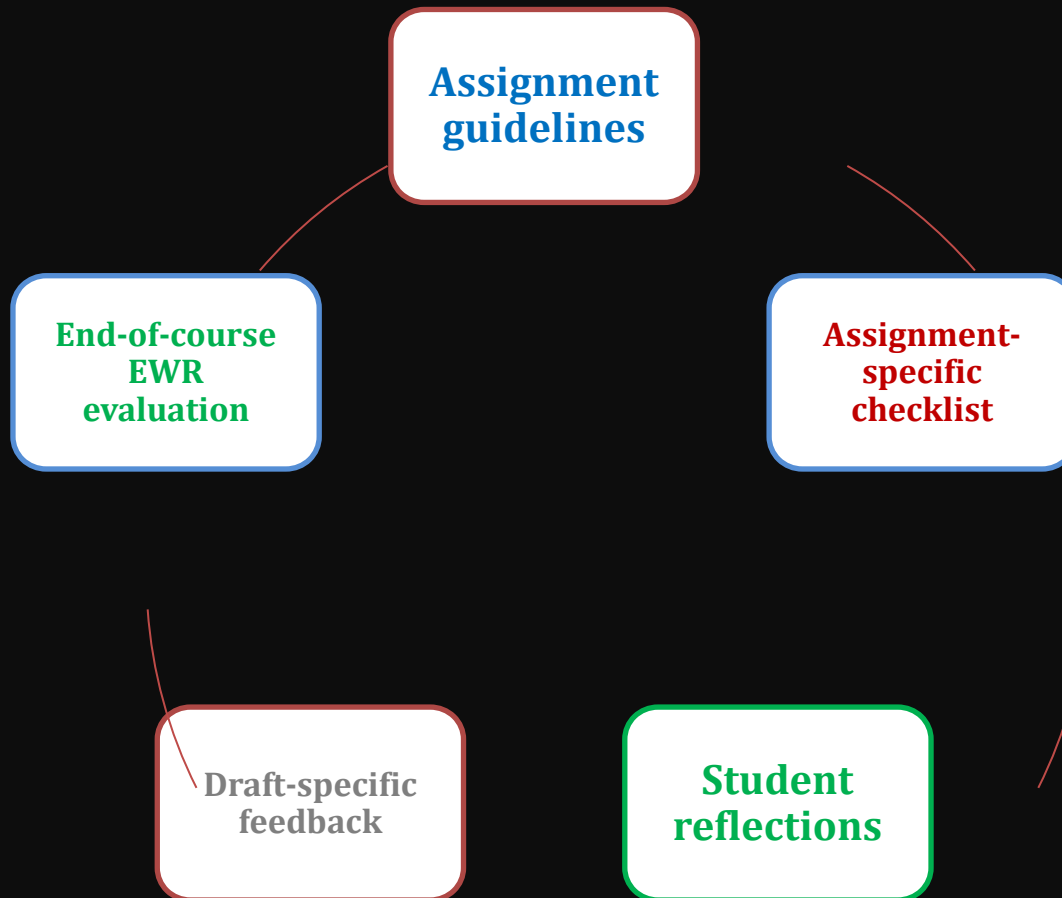 Assignment
guidelines
End-of-course
EWR
evaluation
Assignment-
specific
checklist
Draft-specific
feedback
Student
reflections